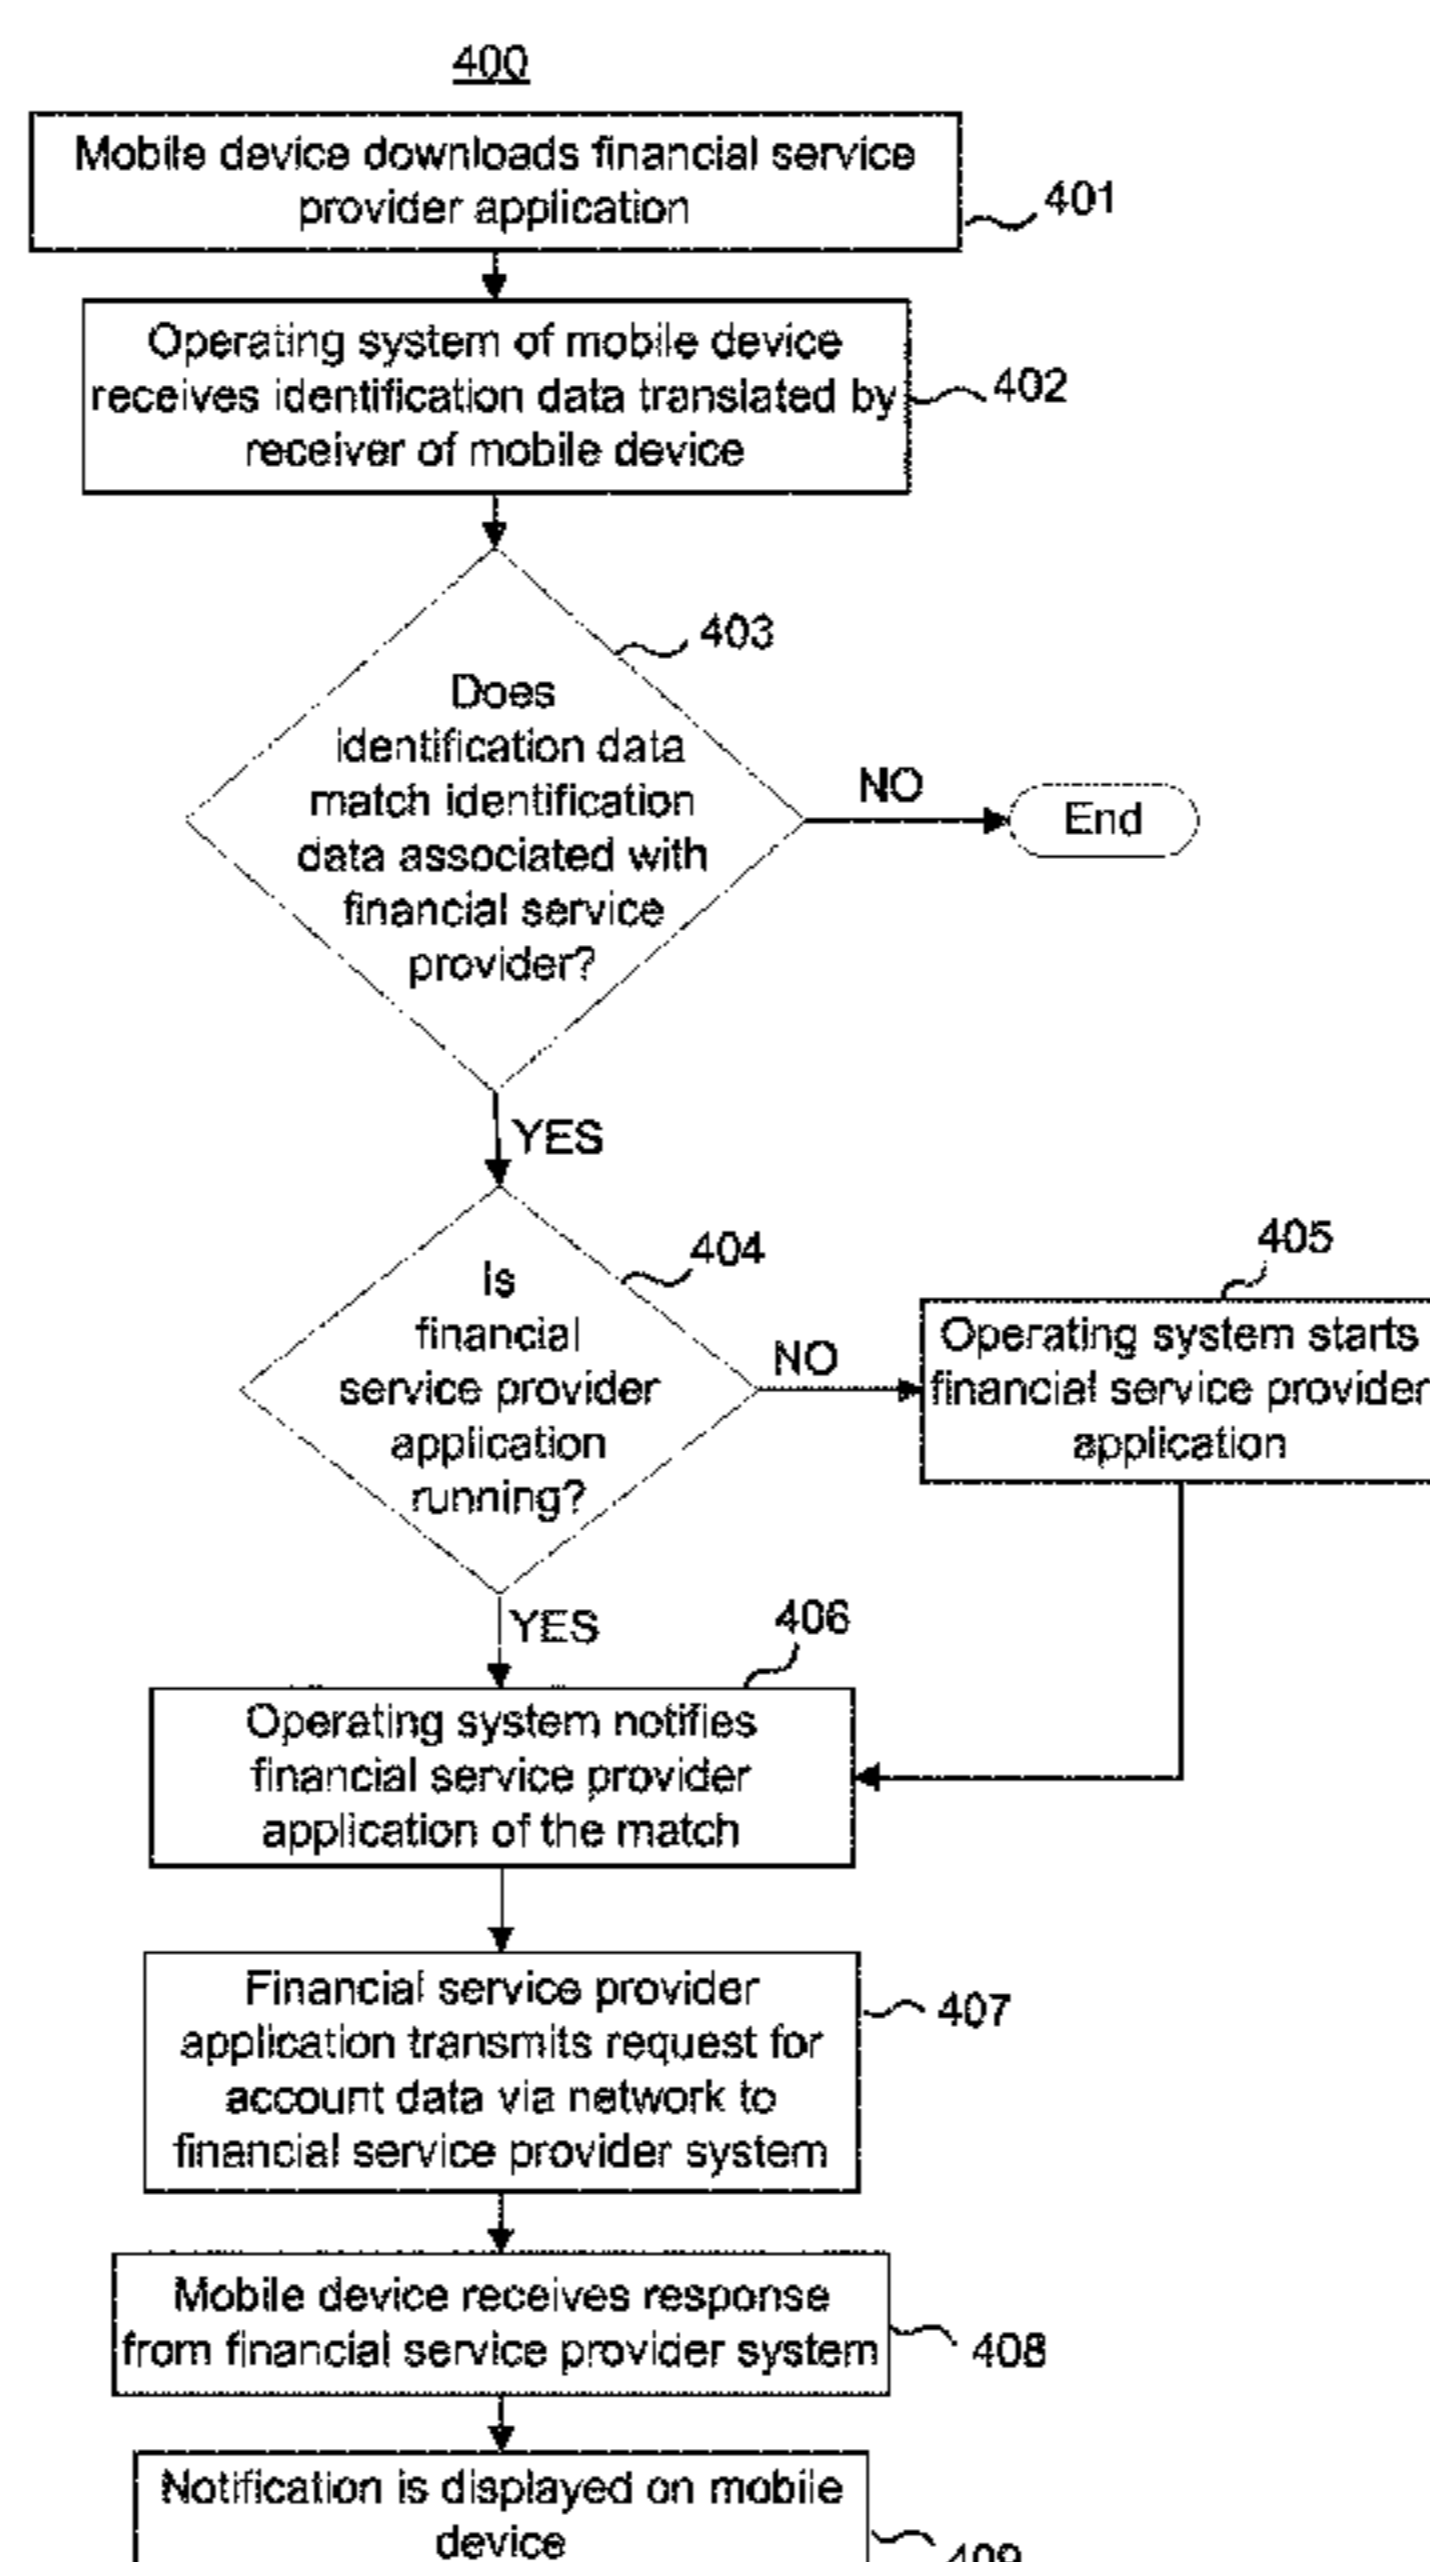 400
Mobile device downloads financial service
provider application
401
Operating system of mobile device
receives identification data translated by
receiver of mobile device
402
403
Does
identification data
match identification
data associated with
financial service
provider?
NO
End
YES
404
Is
financial
service provider
application
running?
NO
405
Operating system starts
financial service provider
application
YES
406
Operating system notifies
financial service provider
application of the match
Financial service provider
application transmits request for
account data via network to
financial service provider system
407
Mobile device receives response
from financial service provider system
408
Notification is displayed on mobile
device
409